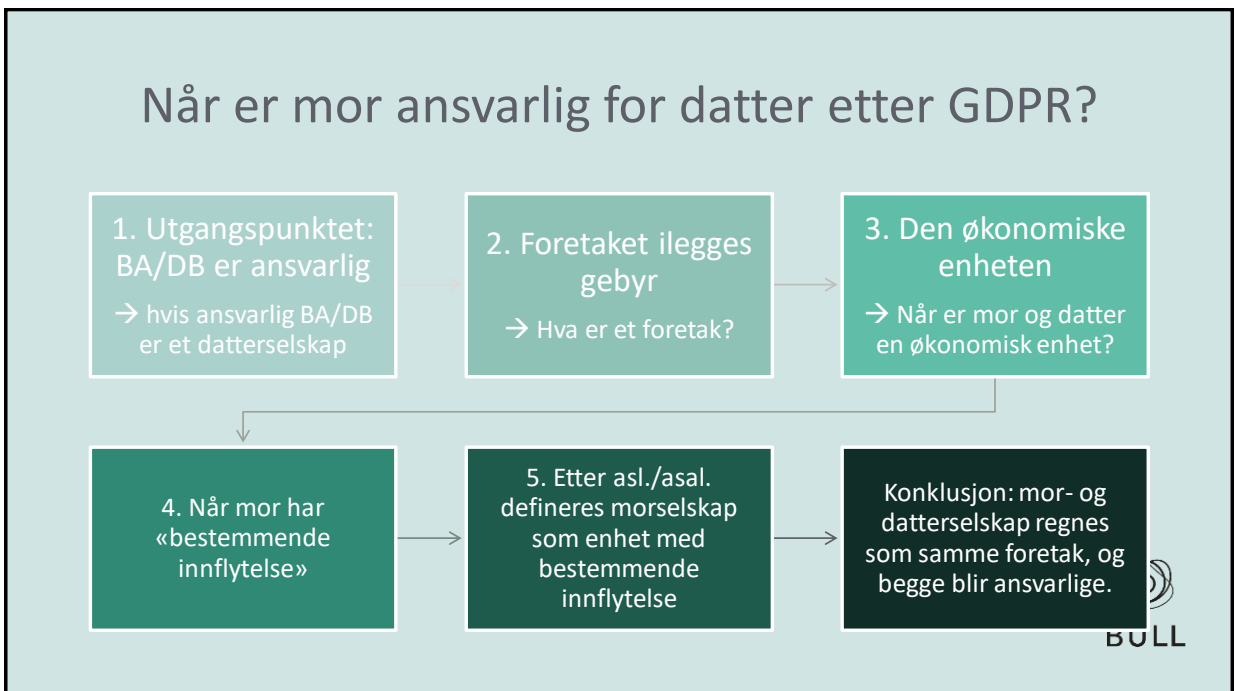 Når er mor ansvarlig for datter etter GDPR?
1. Utgangspunktet:
BA/DB er ansvarlig
→ hvis ansvarlig BA/DB
er et datterselskap
2. Foretaket ilegges
gebyr
→ Hva er et foretak?
3. Den økonomiske
enheten
→ Når er mor og datter
en økonomisk enhet?
4. Når mor har
«bestemmende
innflytelse»
5. Etter asl./asal.
defineres morselskap
som enhet med
bestemmende
innflytelse
Konklusjon: mor- og
datterselskap regnes
som samme foretak, og
begge blir ansvarlige.
BULL